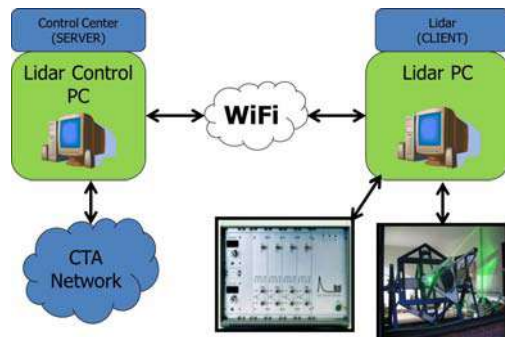 Control Center
(SERVER)
Lidar Control
PC
WiFi
Lidar
(CLIENT)
Lidar PC
CTA
Network